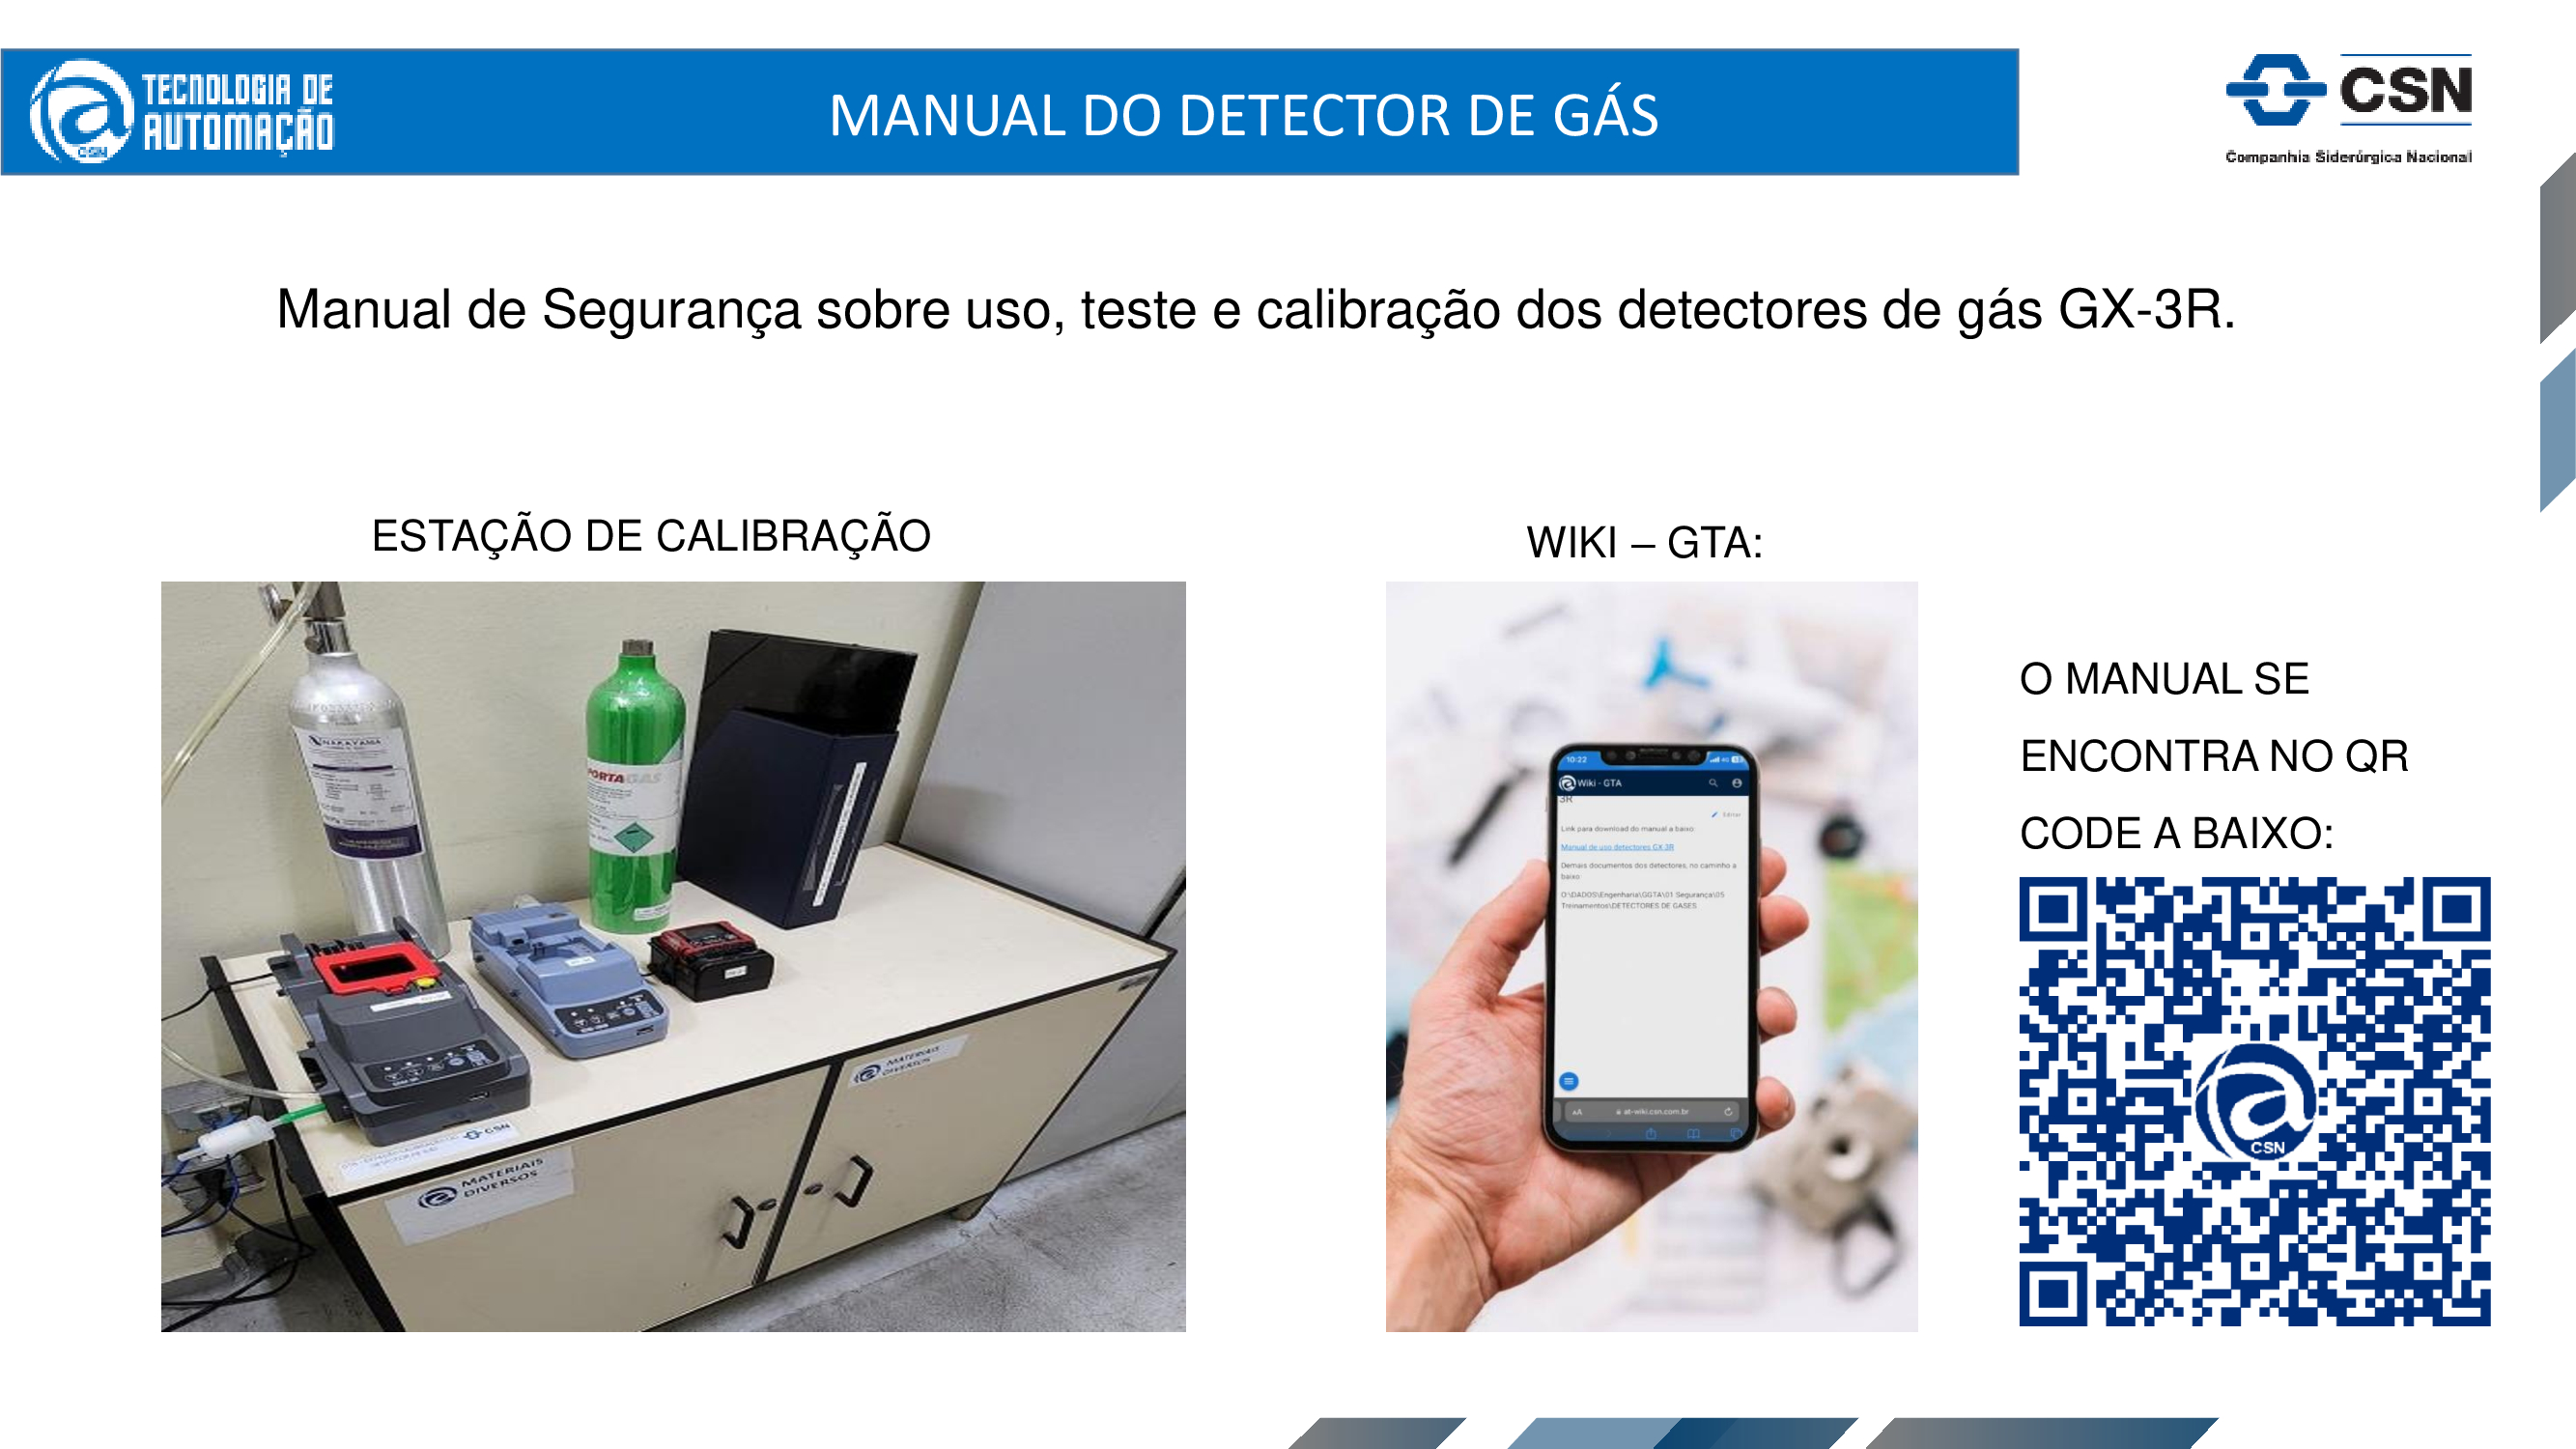 TECNOLOGIA DE
AUTOMAÇÃO
CSN
MANUAL DO DETECTOR DE GÁS
CSN
Companhia Siderúrgica Nacional
Manual de Segurança sobre uso, teste e calibração dos detectores de gás GX-3R.
ESTAÇÃO DE CALIBRAÇÃO
NAKAYAMA
PORTAGAS
CSN
MATERIAIS
DIVERSOS
MATERIAIS
DIVERSOS
WIKI – GTA:
10:22
4G
Wiki - GTA
3R
Editar
Link para download do manual a baixo:
Manual de uso detectores GX-3R
Demais documentos dos detectores, no caminho a
baixo:
O:\DADOS\Engenharia\GGTA\01 Segurança\05
Treinamentos\DETECTORES DE GASES
AA
at-wiki.csn.com.br
O MANUAL SE
ENCONTRA NO QR
CODE A BAIXO:
CSN